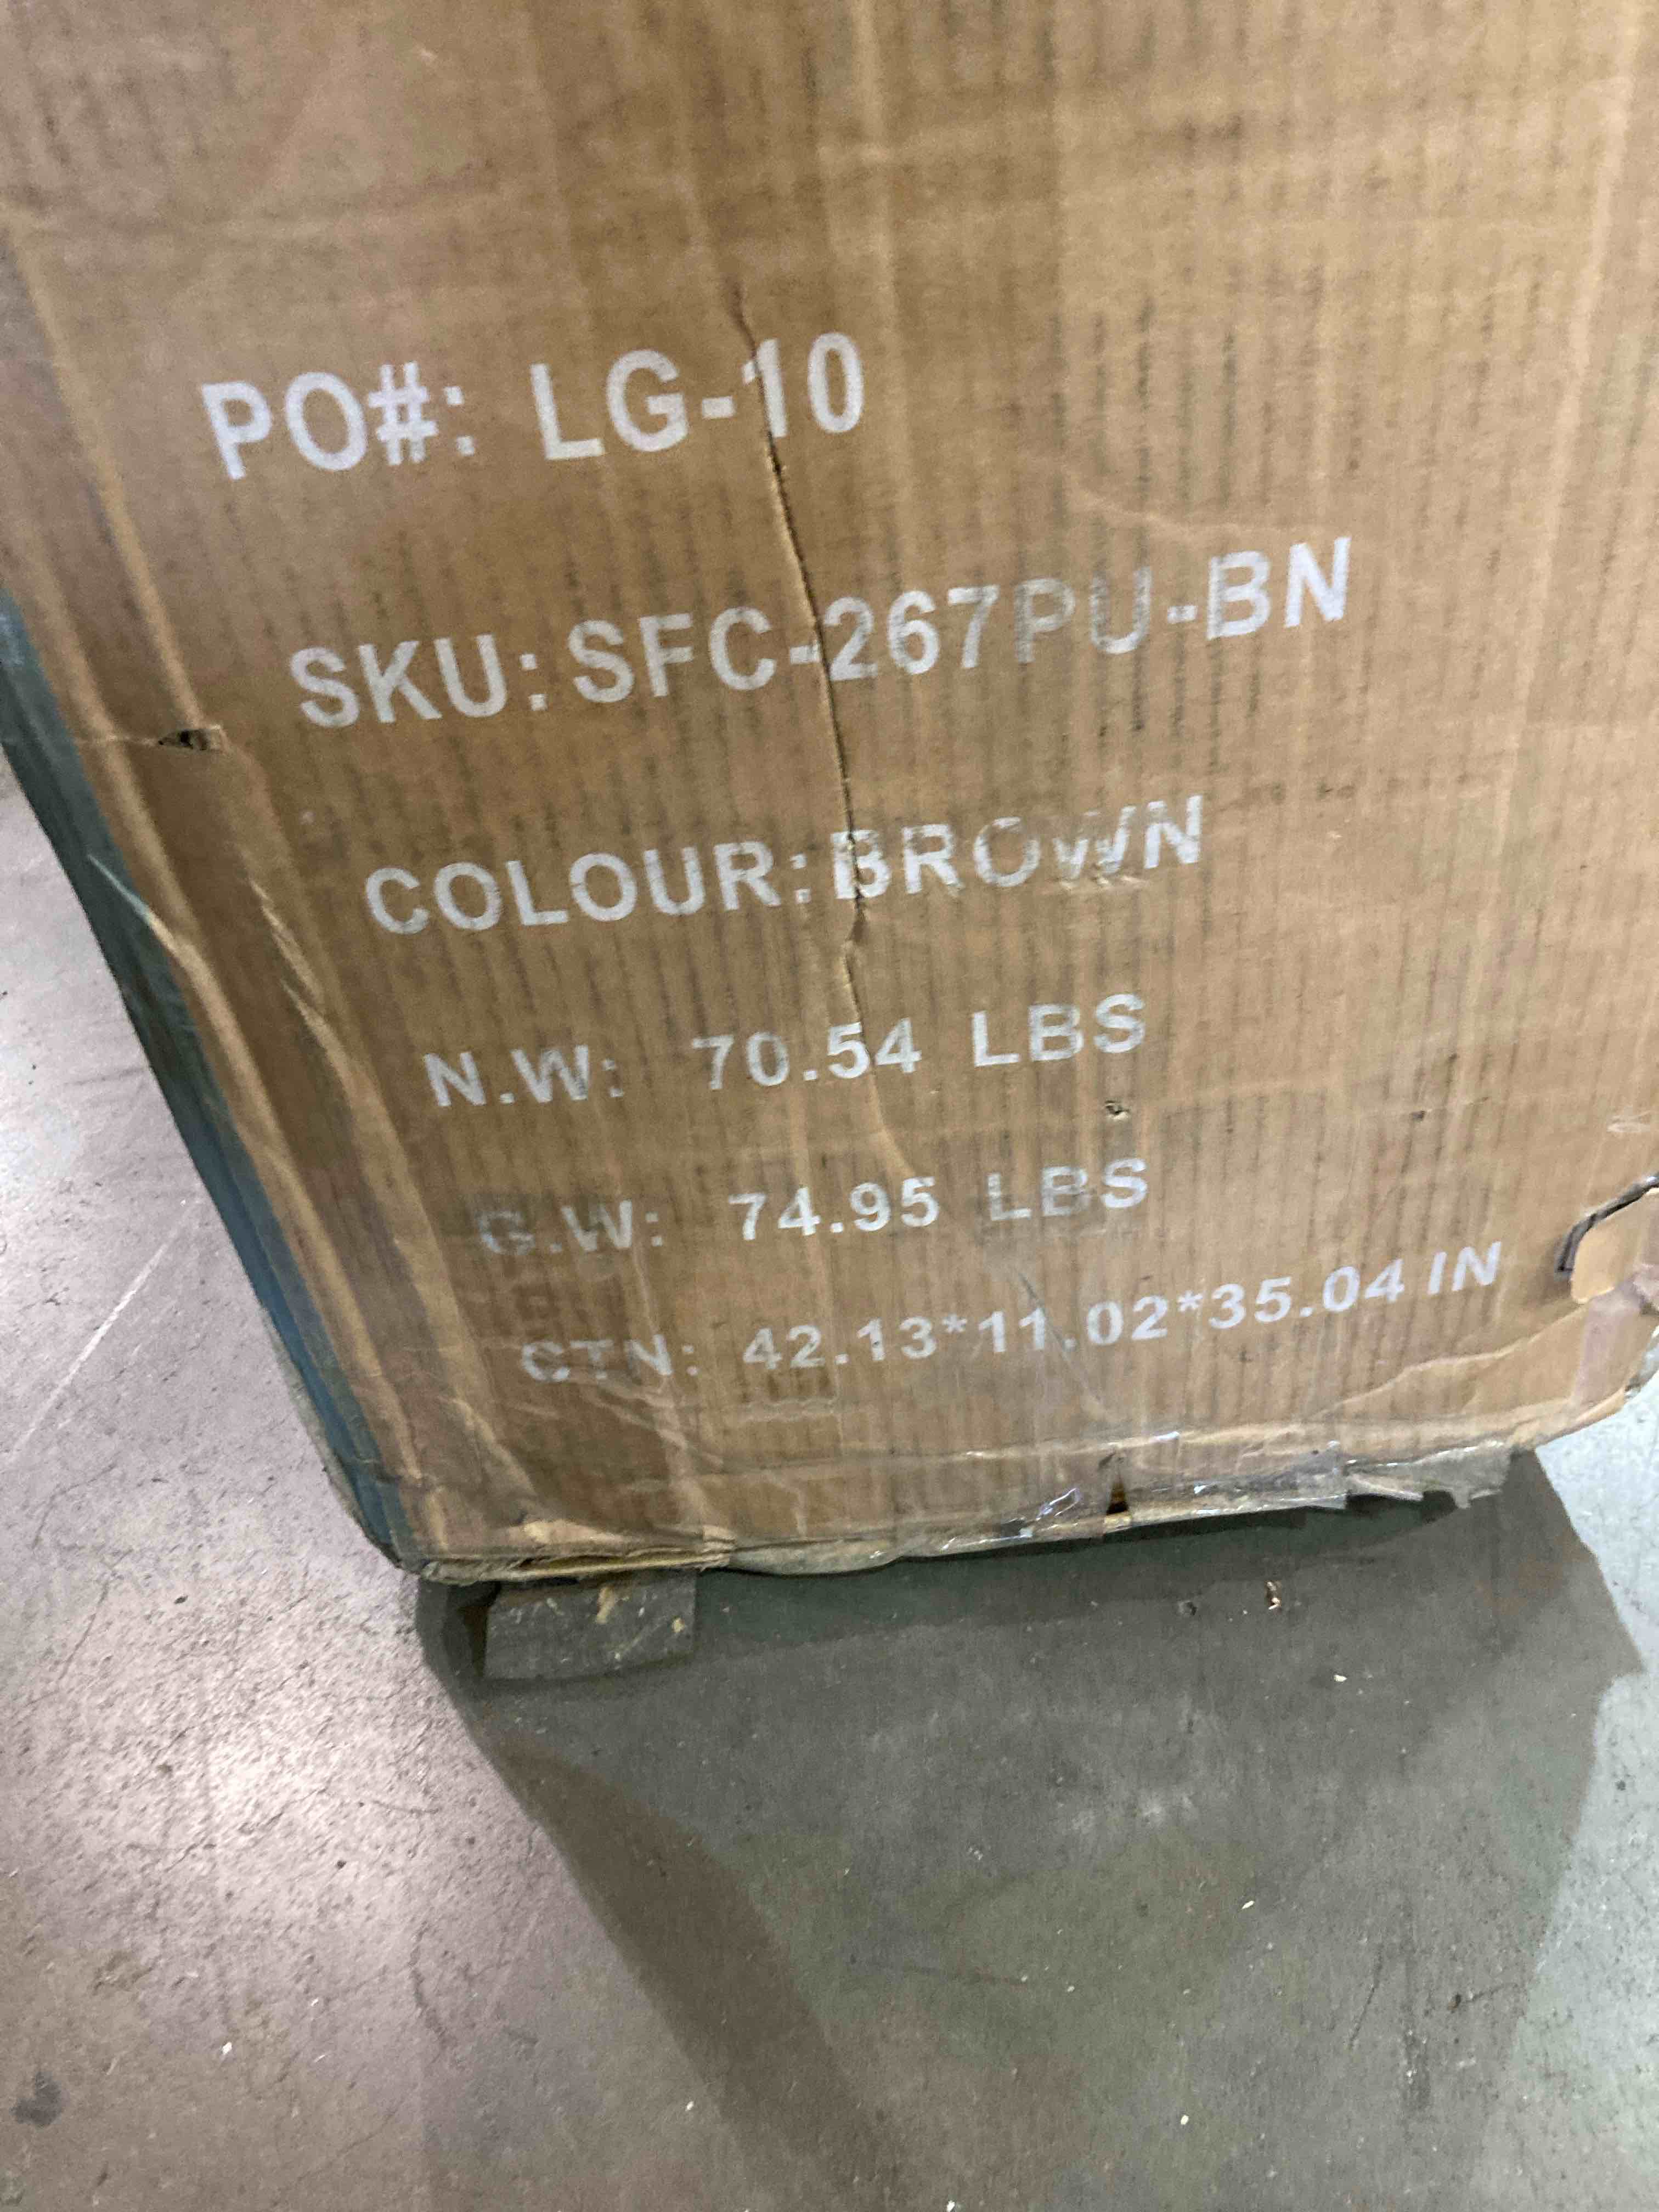 PO#: LG-10
SKU: SFC-267PU-BN
COLOUR: BROWN
N.W: 70.54 LBS
G.W: 74.95 LBS
CTN: 42.13*11.02*35.04 IN